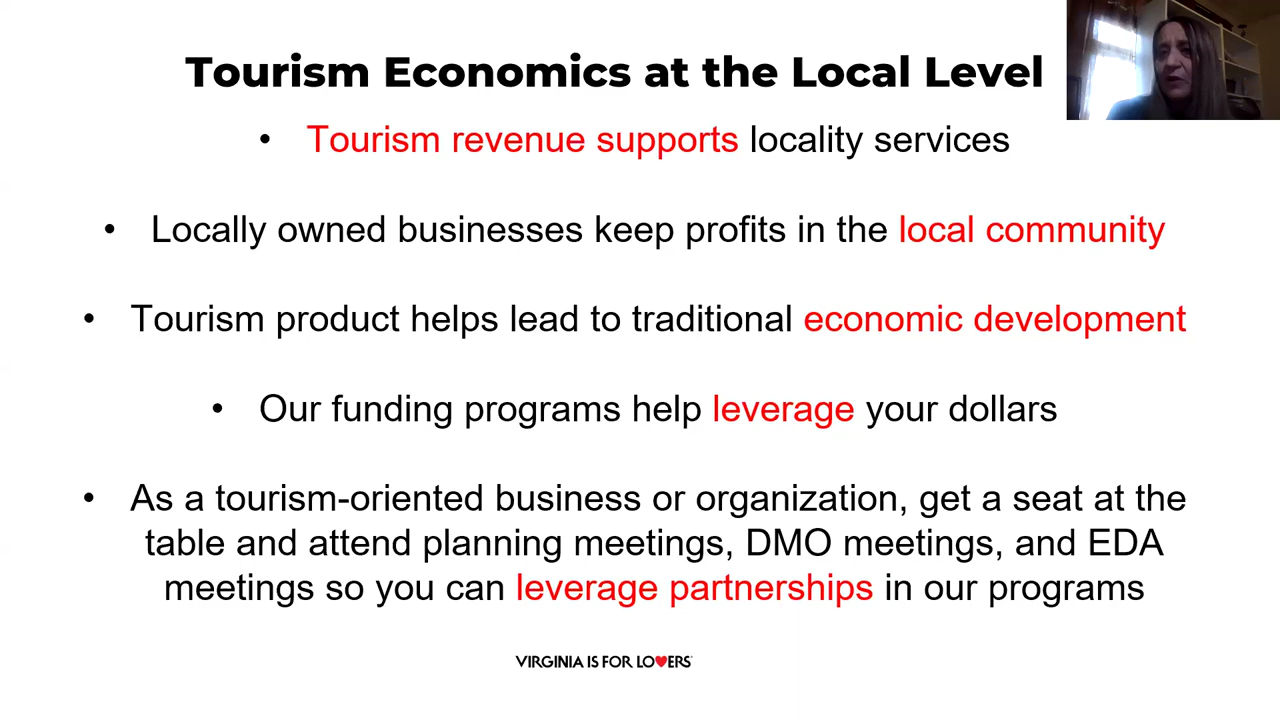 Tourism Economics at the Local Level
• Tourism revenue supports locality services
• Locally owned businesses keep profits in the local community
• Tourism product helps lead to traditional economic development
• Our funding programs help leverage your dollars
• As a tourism-oriented business or organization, get a seat at the
table and attend planning meetings, DMO meetings, and EDA
meetings so you can leverage partnerships in our programs
VIRGINIA IS FOR LO♥ERS